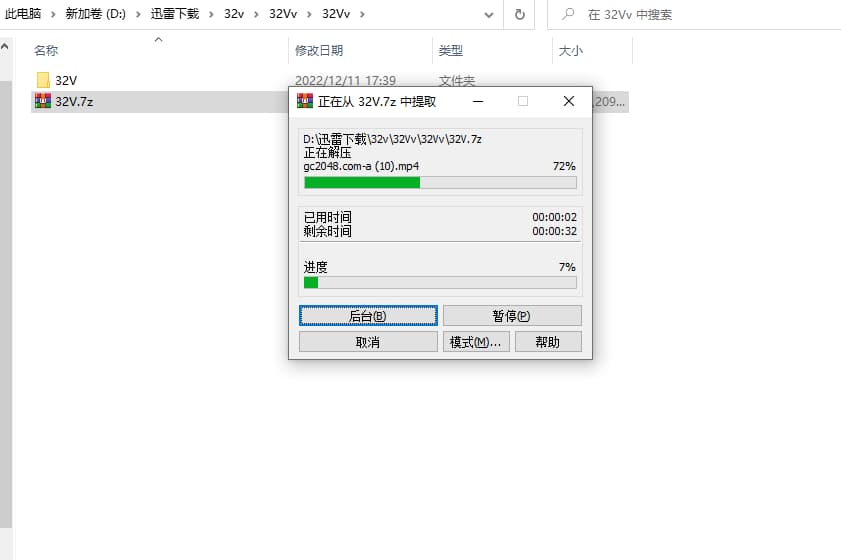 此电脑 › 新加卷 (D:) › 迅雷下载 › 32v › 32Vv › 32Vv ›
在 32Vv 中搜索
名称 修改日期 类型 大小
32V 2022/12/11 17:39 文件夹
32V.7z ,209...
正在从 32V.7z 中提取
D:\迅雷下载\32v\32Vv\32Vv\32V.7z
正在解压
gc2048.com-a (10).mp4 72%
已用时间 00:00:02
剩余时间 00:00:32
进度 7%
后台(B) 暂停(P)
取消 模式(M)... 帮助